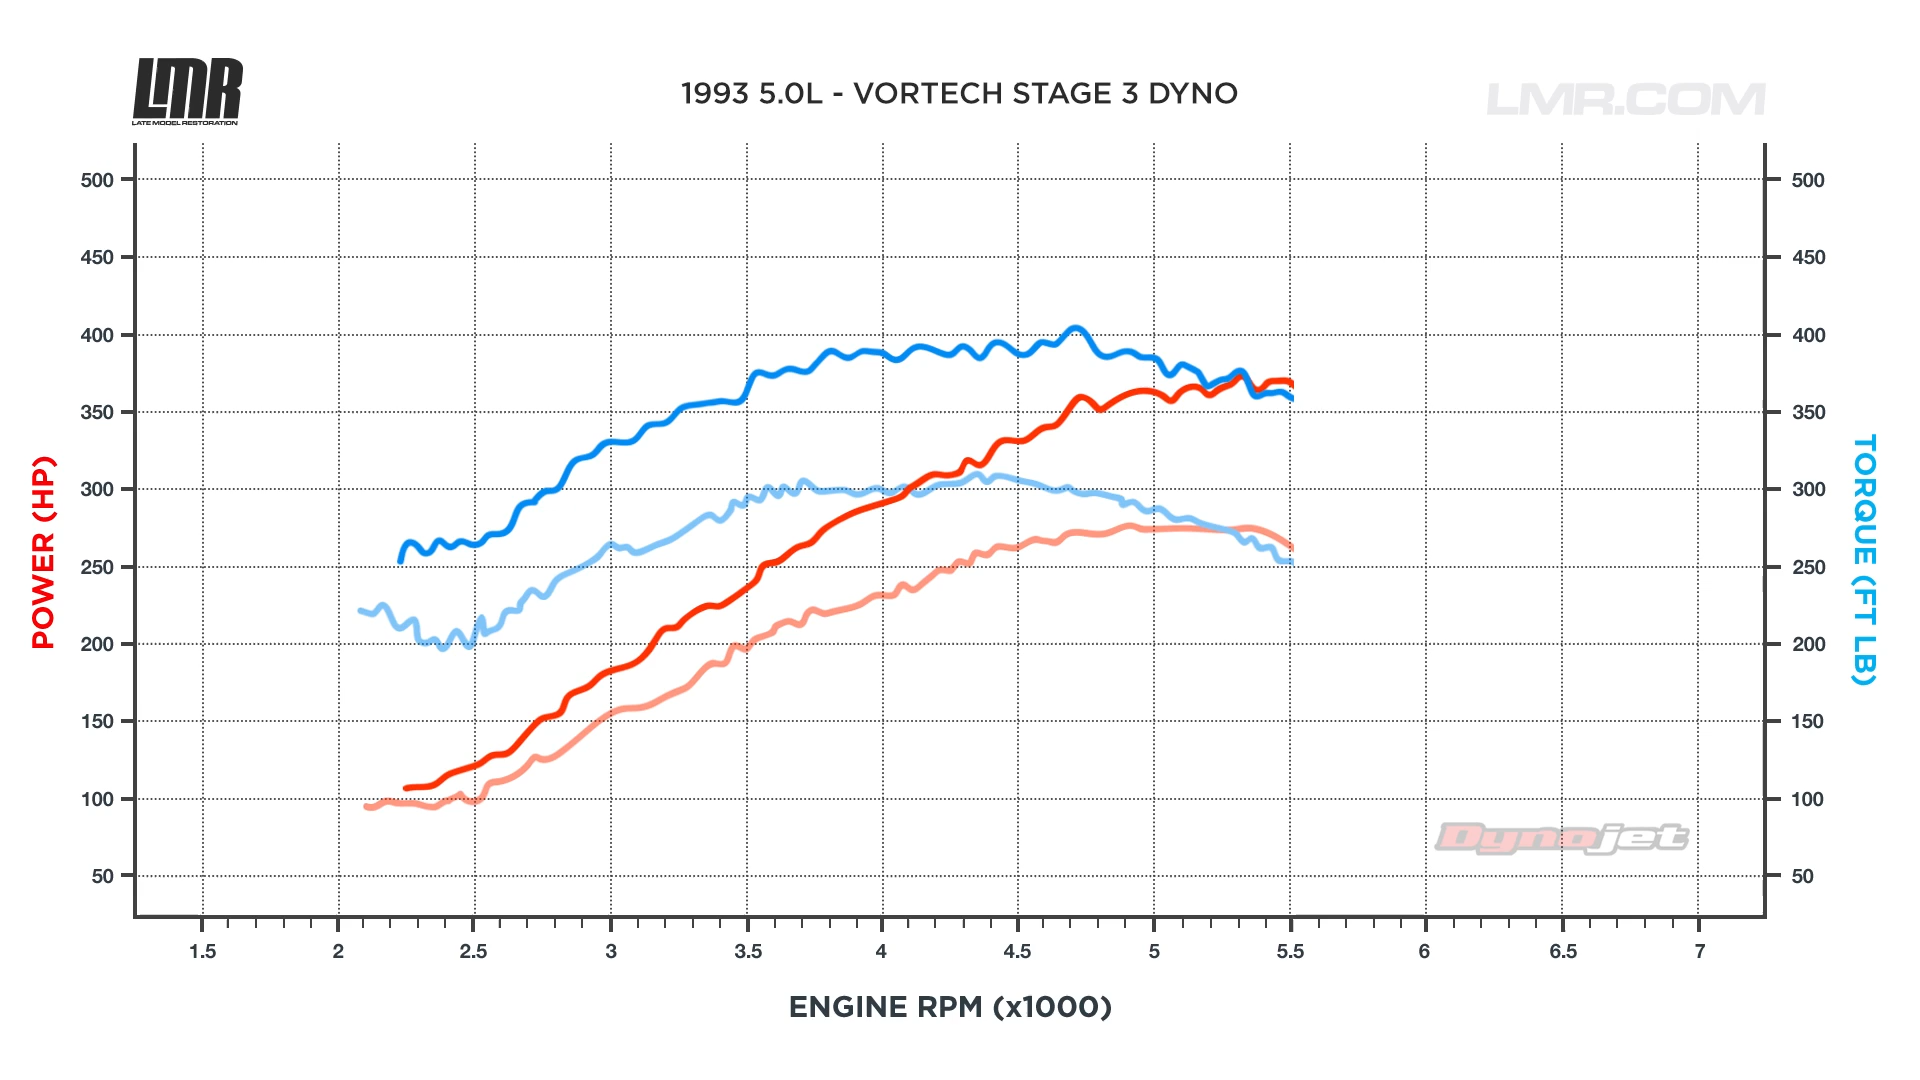 LMR
LATE MODEL RESTORATION
1993 5.0L - VORTECH STAGE 3 DYNO
LMR.COM
POWER (HP)
500
450
400
350
300
250
200
150
100
50
500
450
400
350
300
250
200
150
100
50
TORQUE (FT LB)
Dynojet
1.5 2 2.5 3 3.5 4 4.5 5 5.5 6 6.5 7
ENGINE RPM (x1000)